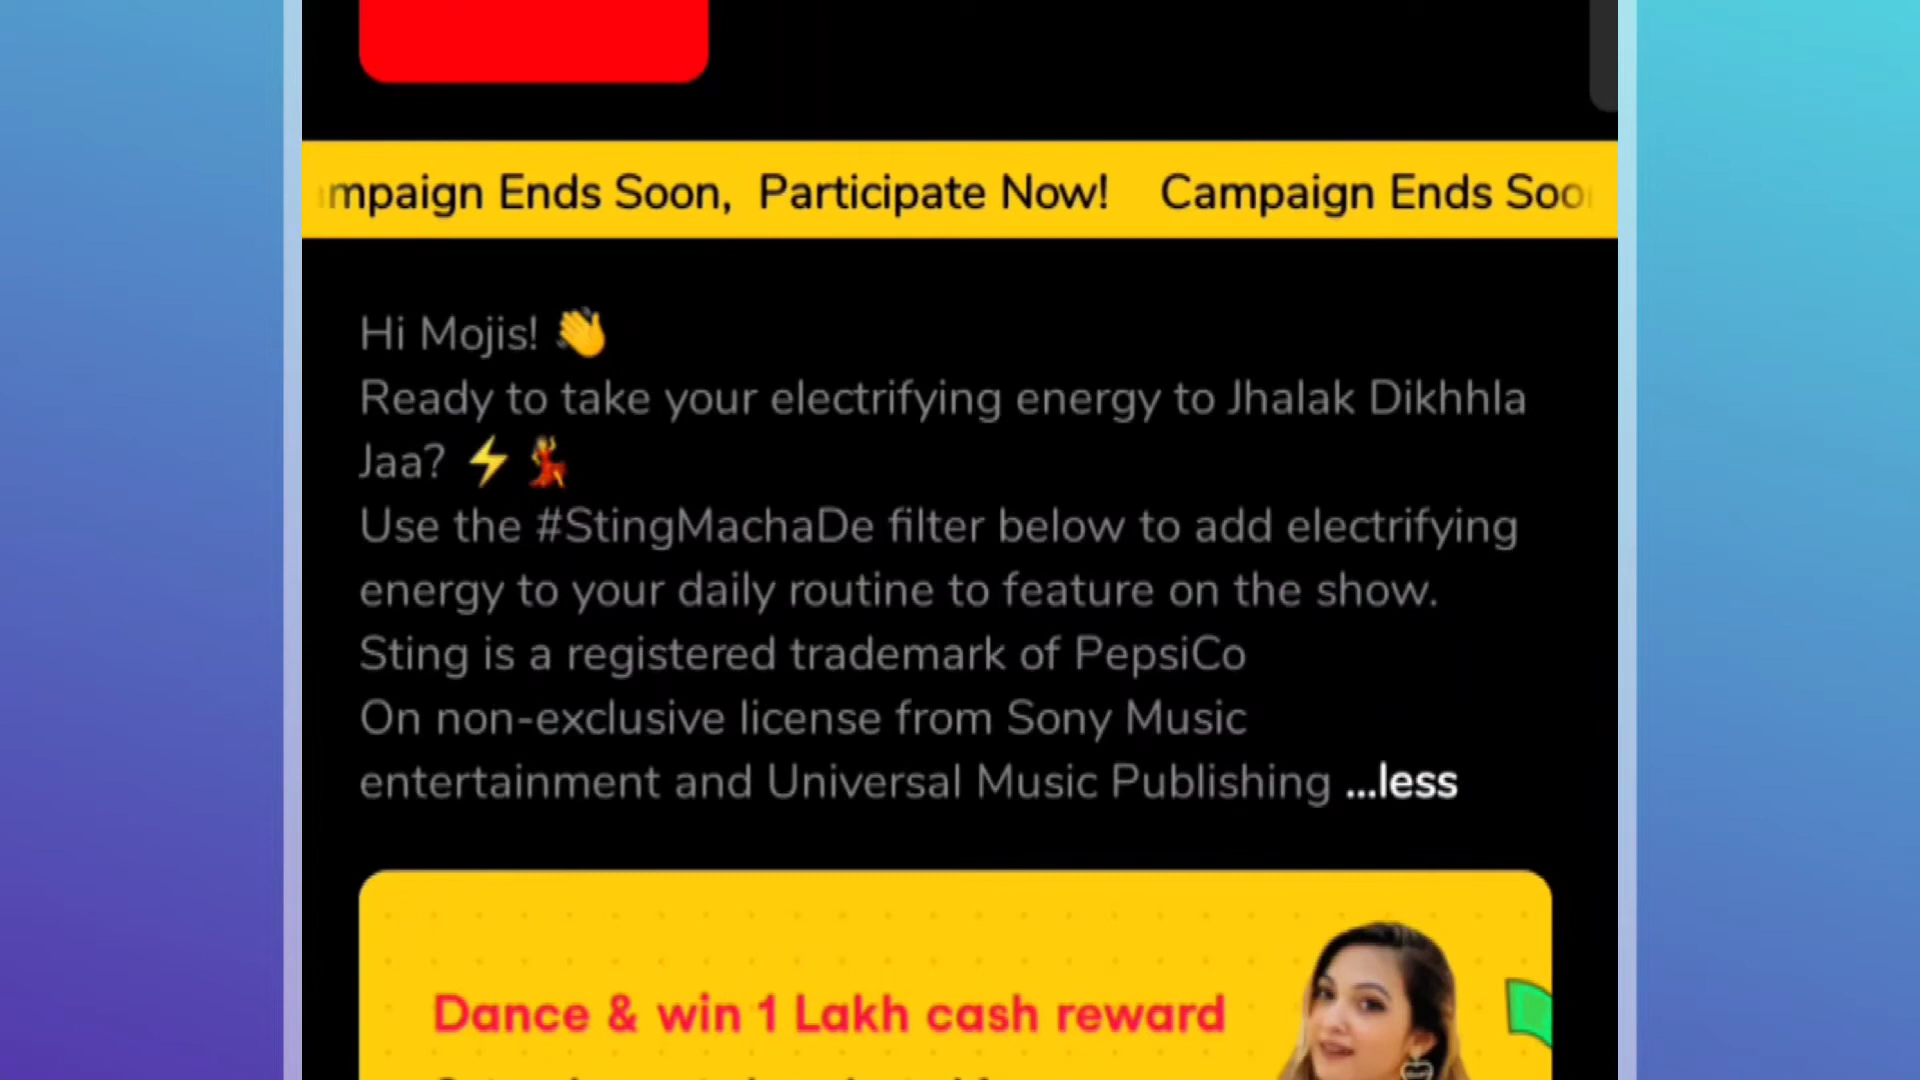 mpaign Ends Soon, Participate Now! Campaign Ends Soo
Hi Mojis! 👋
Ready to take your electrifying energy to Jhalak Dikhhla
Jaa? ⚡ 💃
Use the #StingMachaDe filter below to add electrifying
energy to your daily routine to feature on the show.
Sting is a registered trademark of PepsiCo
On non-exclusive license from Sony Music
entertainment and Universal Music Publishing ...less
Dance & win 1 Lakh cash reward